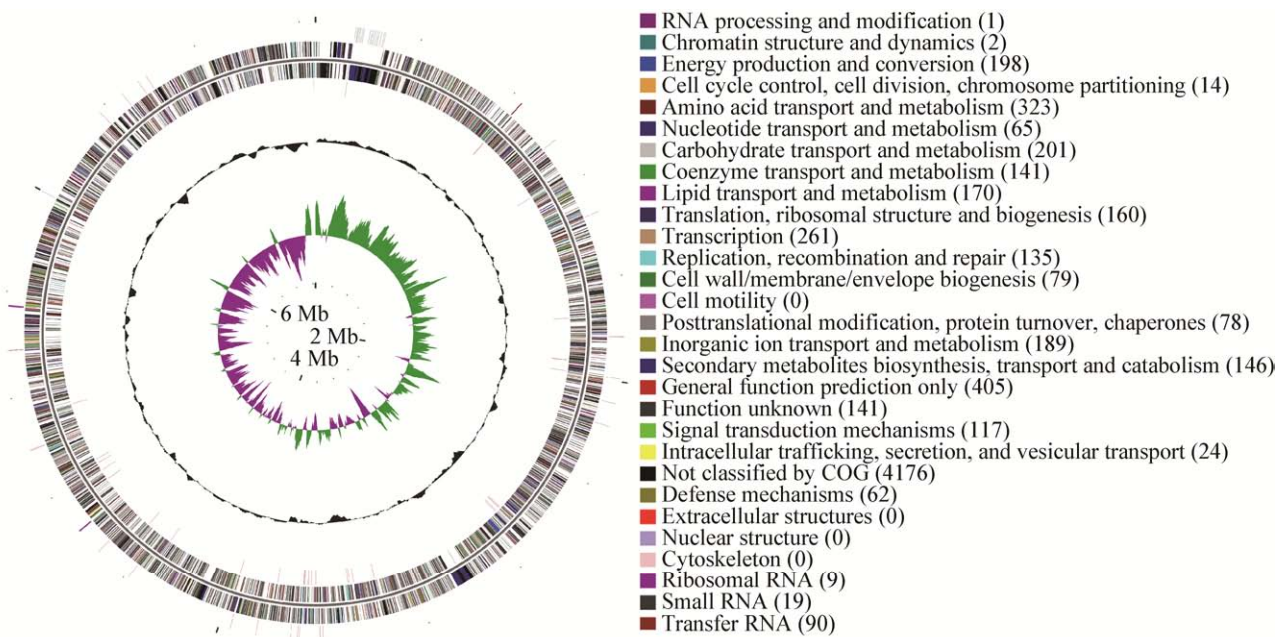 6 Mb
2 Mb
4 Mb
RNA processing and modification (1)
Chromatin structure and dynamics (2)
Energy production and conversion (198)
Cell cycle control, cell division, chromosome partitioning (14)
Amino acid transport and metabolism (323)
Nucleotide transport and metabolism (65)
Carbohydrate transport and metabolism (201)
Coenzyme transport and metabolism (141)
Lipid transport and metabolism (170)
Translation, ribosomal structure and biogenesis (160)
Transcription (261)
Replication, recombination and repair (135)
Cell wall/membrane/envelope biogenesis (79)
Cell motility (0)
Posttranslational modification, protein turnover, chaperones (78)
Inorganic ion transport and metabolism (189)
Secondary metabolites biosynthesis, transport and catabolism (146)
General function prediction only (405)
Function unknown (141)
Signal transduction mechanisms (117)
Intracellular trafficking, secretion, and vesicular transport (24)
Not classified by COG (4176)
Defense mechanisms (62)
Extracellular structures (0)
Nuclear structure (0)
Cytoskeleton (0)
Ribosomal RNA (9)
Small RNA (19)
Transfer RNA (90)